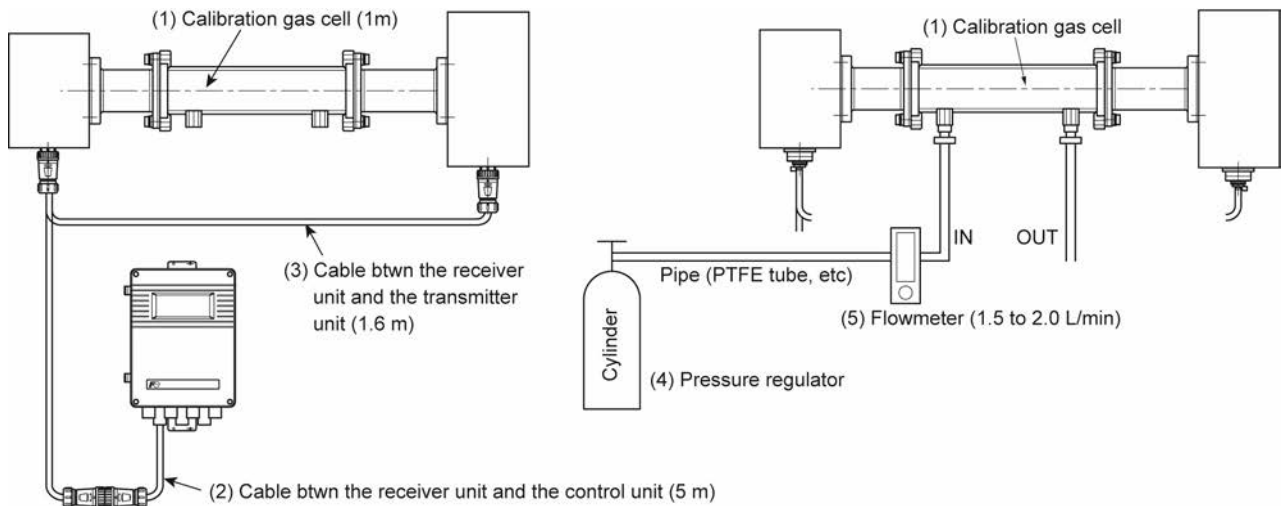 (1) Calibration gas cell (1m)
(3) Cable btwn the receiver
unit and the transmitter
unit (1.6 m)
(2) Cable btwn the receiver unit and the control unit (5 m)
(1) Calibration gas cell
IN
OUT
Pipe (PTFE tube, etc)
(5) Flowmeter (1.5 to 2.0 L/min)
Cylinder
(4) Pressure regulator